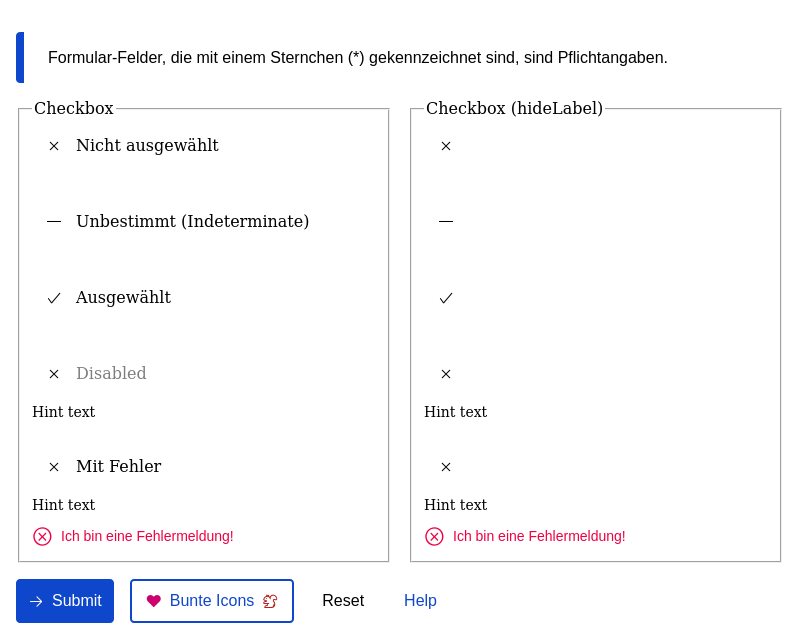 Formular-Felder, die mit einem Sternchen (*) gekennzeichnet sind, sind Pflichtangaben.
Checkbox
Nicht ausgewählt
Unbestimmt (Indeterminate)
Ausgewählt
Disabled
Hint text
Mit Fehler
Hint text
Ich bin eine Fehlermeldung!
Checkbox (hideLabel)
Hint text
Hint text
Ich bin eine Fehlermeldung!
Submit
Bunte Icons
Reset
Help